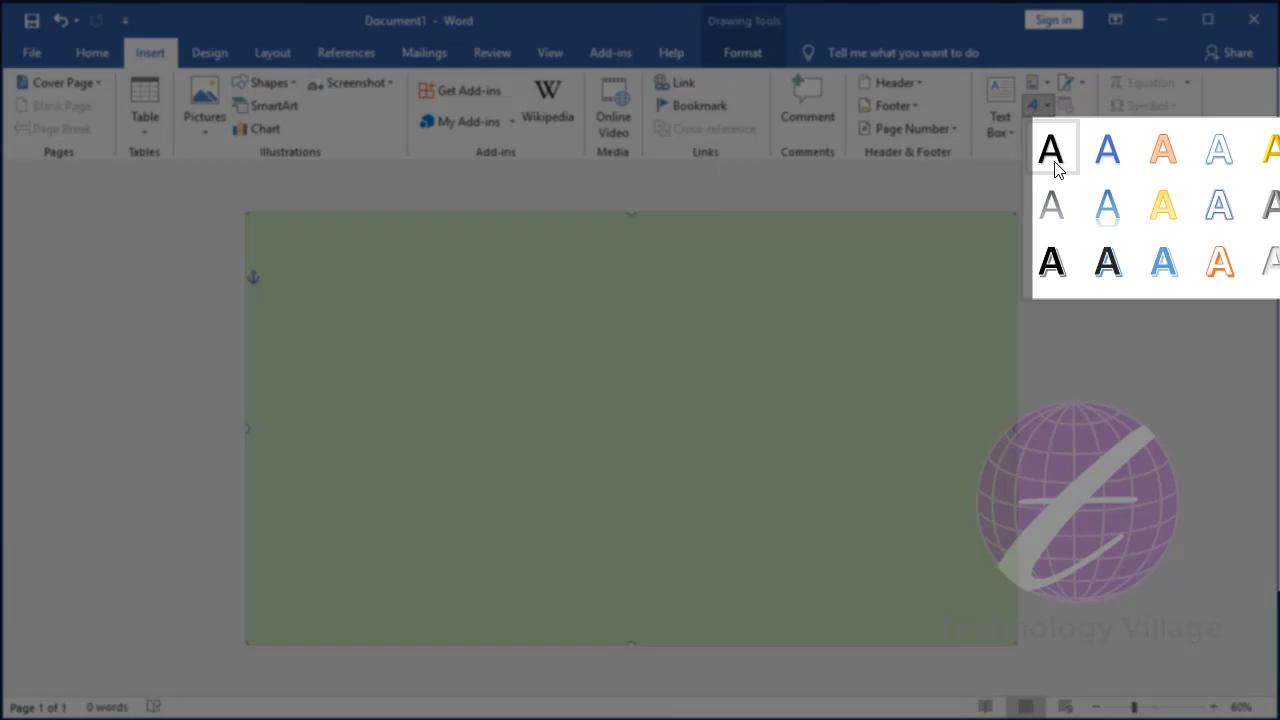 Document1 - Word
Drawing Tools
Sign in
File Home Insert Design Layout References Mailings Review View Add-ins Help Format Tell me what you want to do Share
Cover Page
Blank Page
Page Break
Pages
Table
Tables
Pictures
Shapes
SmartArt
Chart
Screenshot
Illustrations
Get Add-ins
My Add-ins
Wikipedia
Add-ins
Online
Video
Media
Link
Bookmark
Cross-reference
Links
Comment
Comments
Header
Footer
Page Number
Header & Footer
Text
Box
Equation
Symbol
A A A A A
A A A A A
A A A A A
Village
Page 1 of 1 0 words
60%